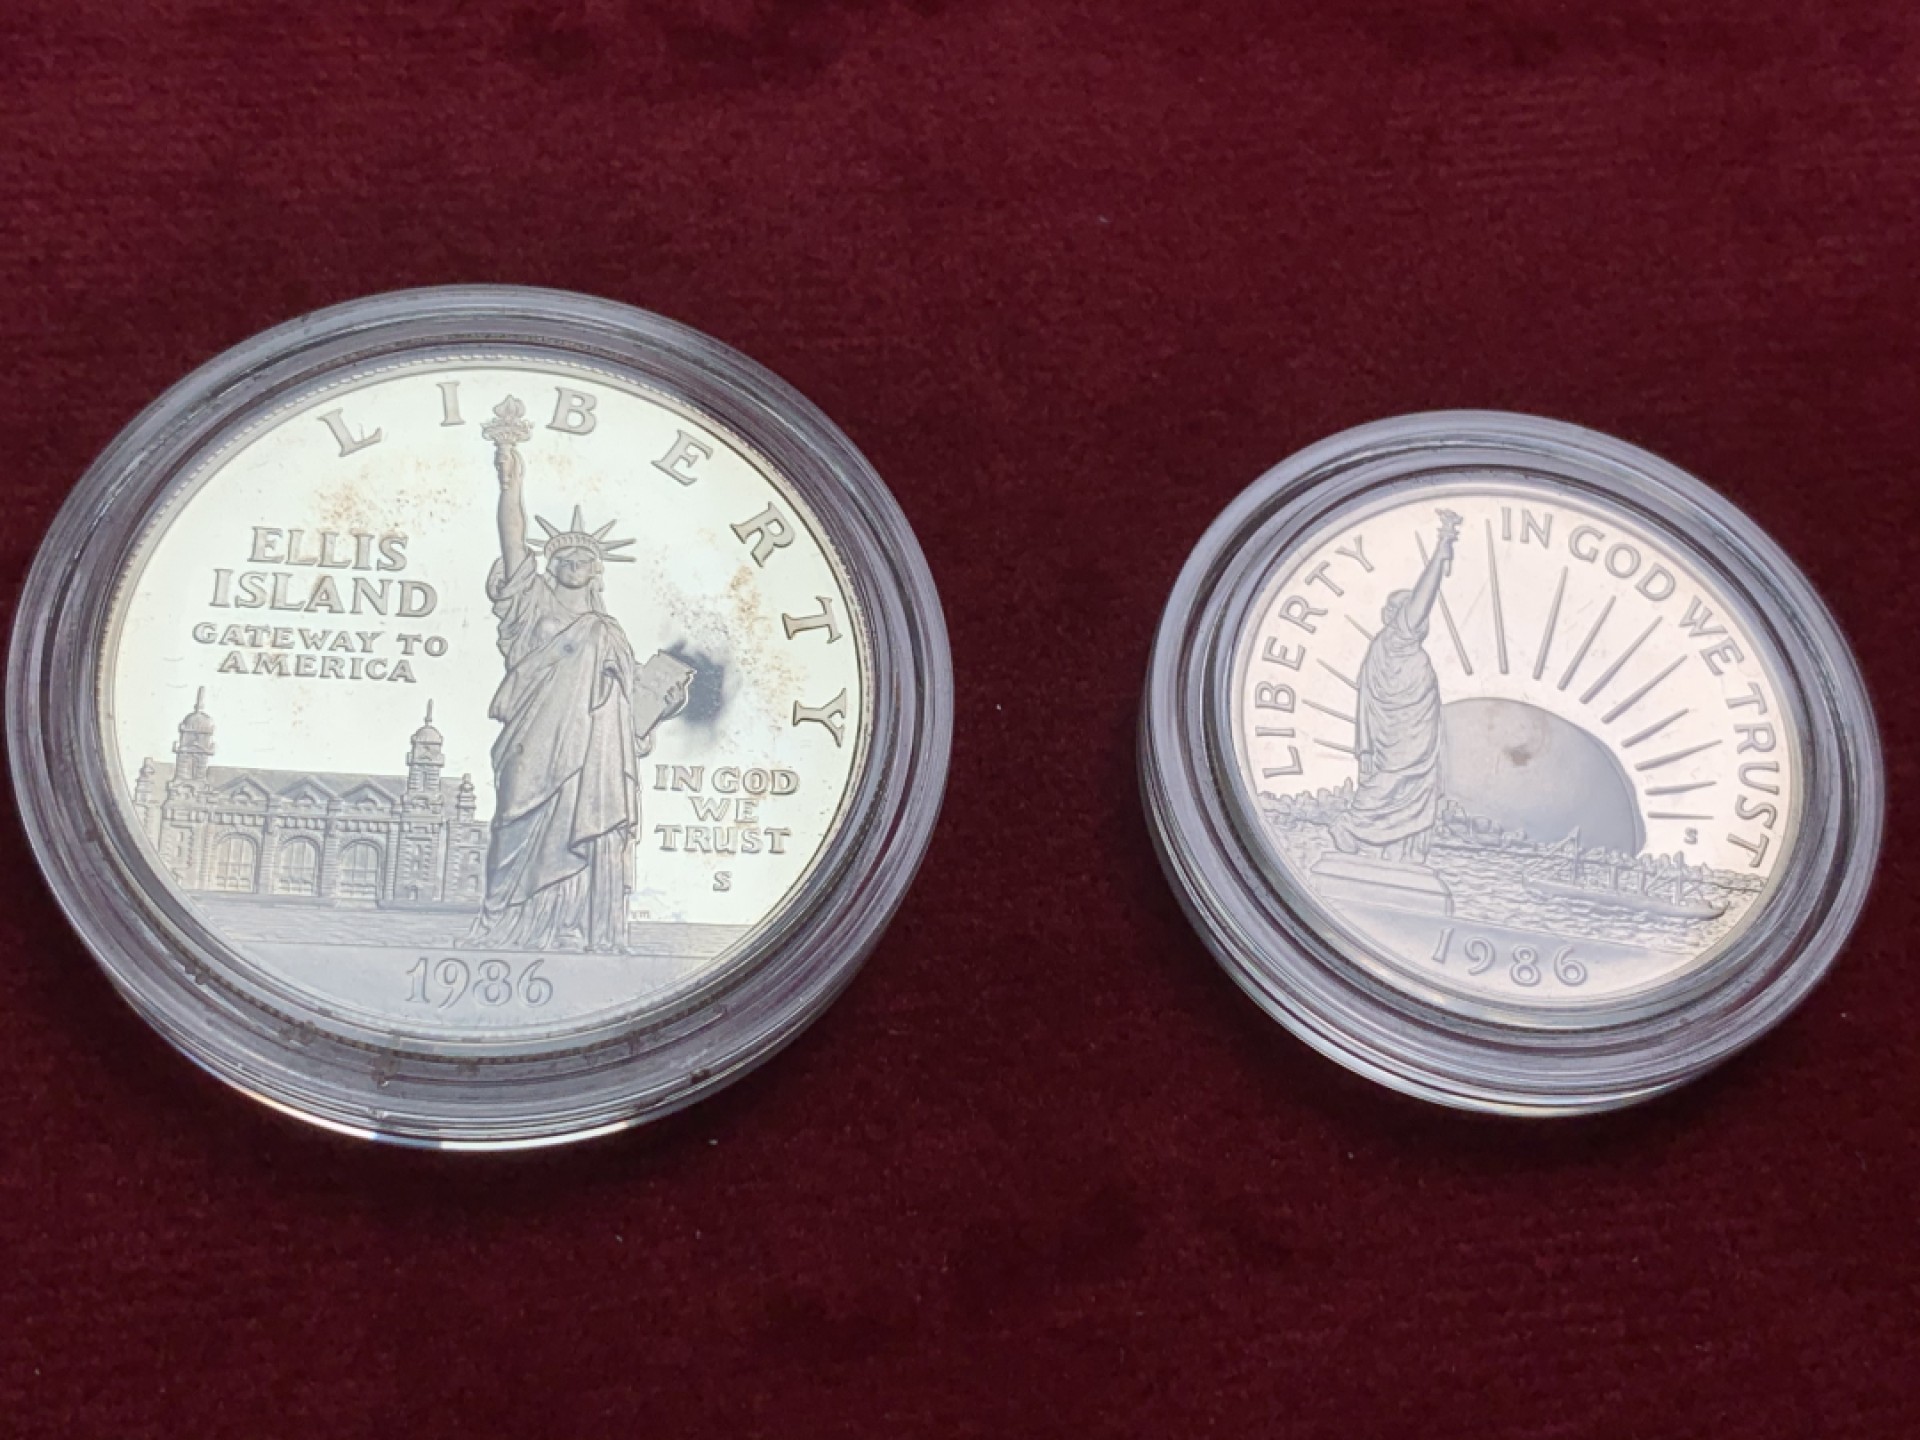 LIBERTY
ELLIS
ISLAND
GATEWAY TO
AMERICA
IN GOD
WE
TRUST
S
1986
LIBERTY
IN GOD WE TRUST
S
1986